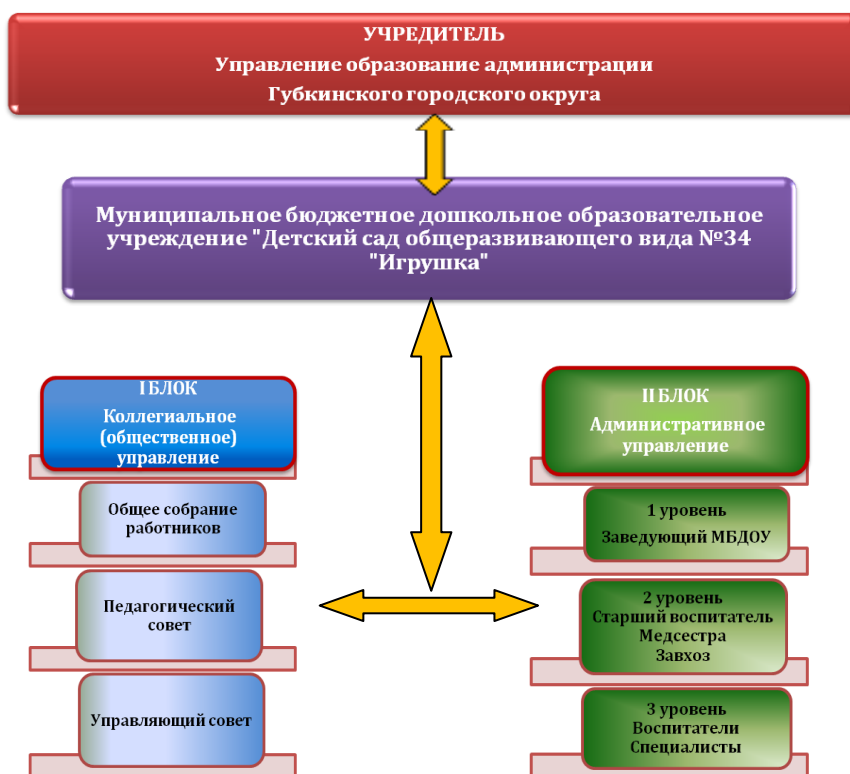 УЧРЕДИТЕЛЬ
Управление образование администрации
Губкинского городского округа
Муниципальное бюджетное дошкольное образовательное
учреждение "Детский сад общеразвивающего вида №34
"Игрушка"
I БЛОК
Коллегиальное
(общественное)
управление
Общее собрание
работников
Педагогический
совет
Управляющий совет
II БЛОК
Административное
управление
1 уровень
Заведующий МБДОУ
2 уровень
Старший воспитатель
Медсестра
Завхоз
3 уровень
Воспитатели
Специалисты